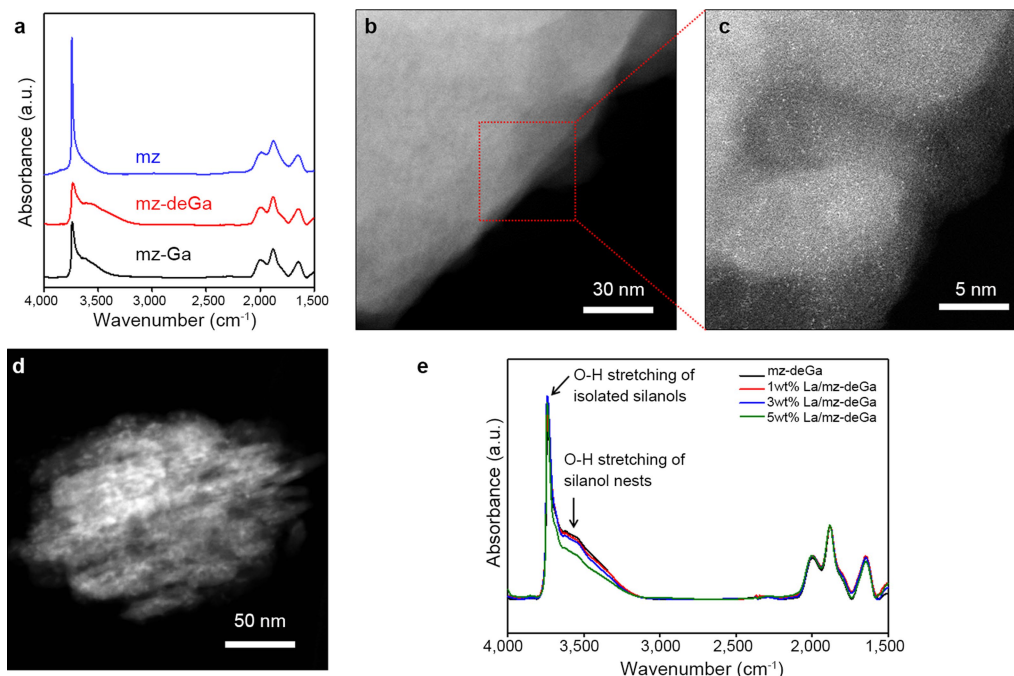 a
mz
mz-deGa
mz-Ga
Absorbance (a.u.)
4,000 3,500 3,000 2,500 2,000 1,500
Wavenumber (cm⁻¹)
b
30 nm
c
5 nm
d
50 nm
e
O-H stretching of
isolated silanols
O-H stretching of
silanol nests
mz-deGa
1wt% La/mz-deGa
3wt% La/mz-deGa
5wt% La/mz-deGa
Absorbance (a.u.)
4,000 3,500 3,000 2,500 2,000 1,500
Wavenumber (cm⁻¹)